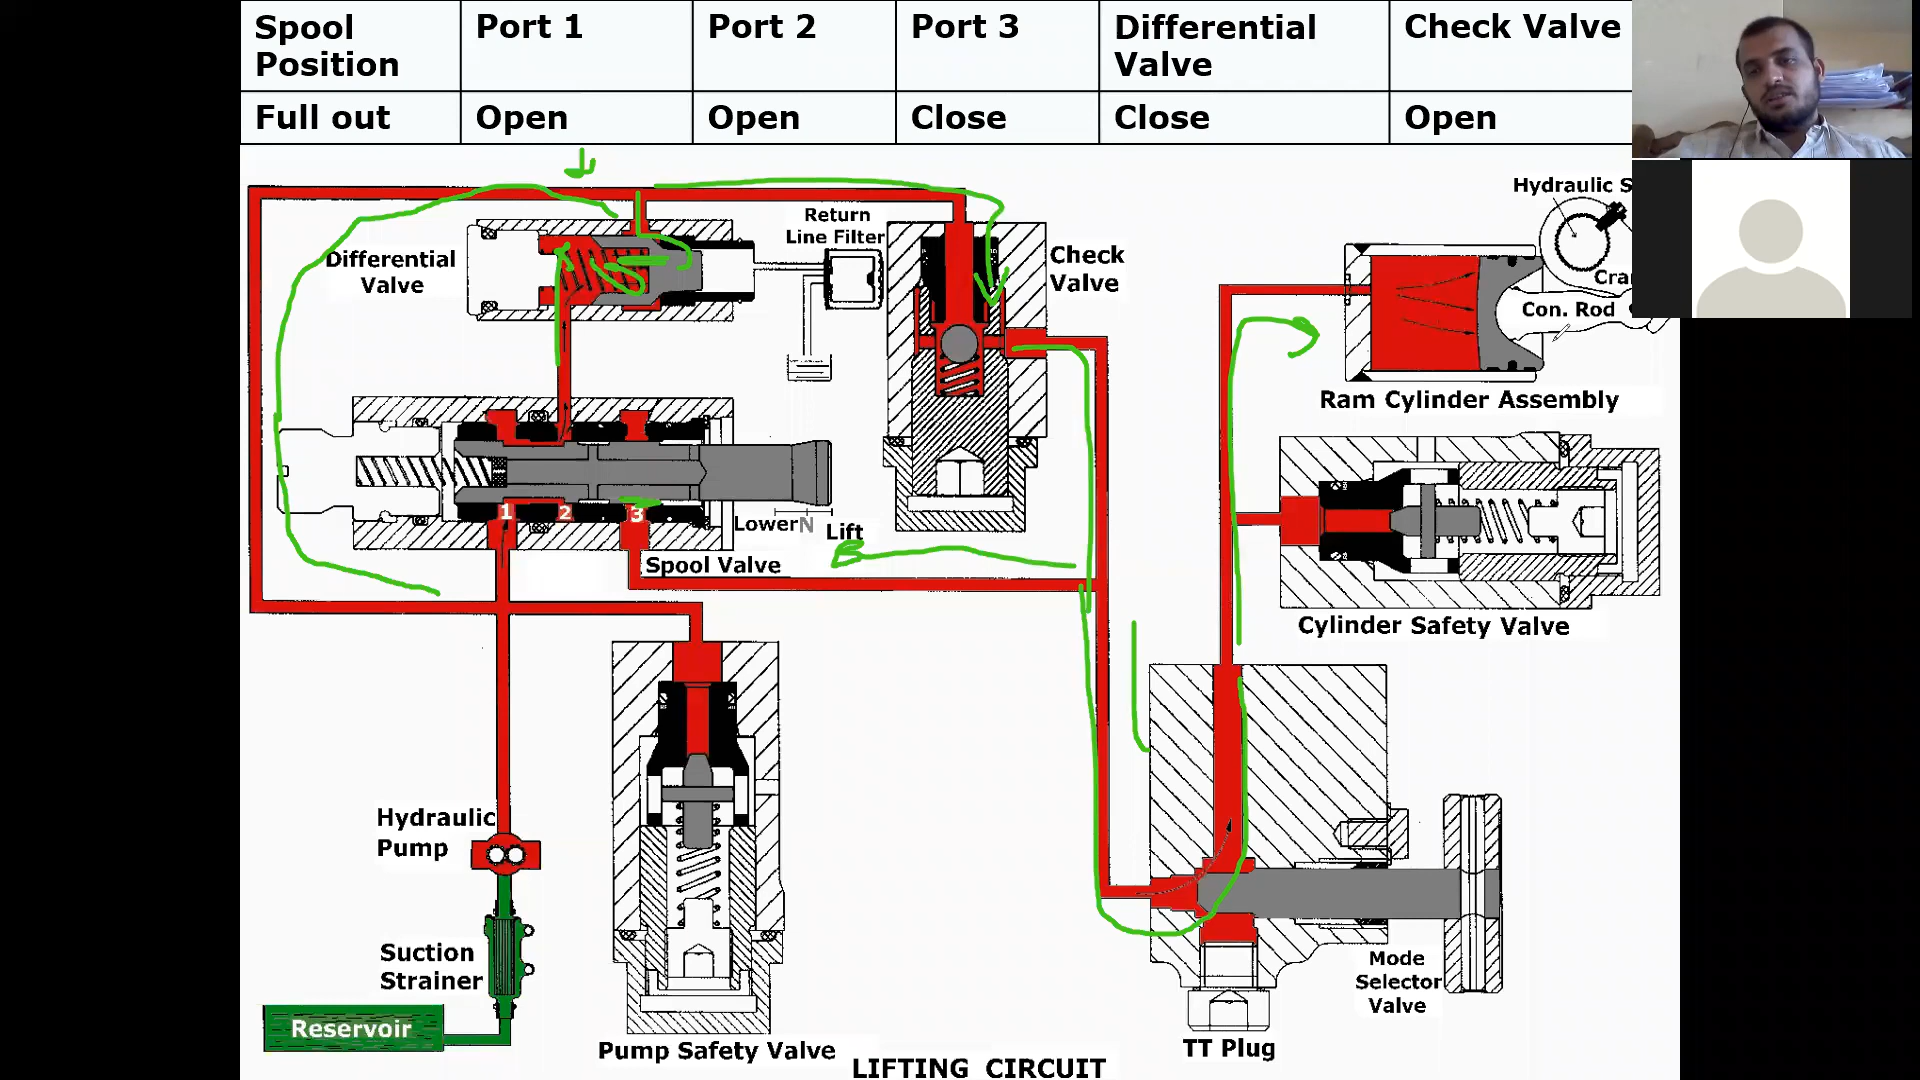 Spool Position
Port 1
Port 2
Port 3
Differential Valve
Check Valve
Full out
Open
Open
Close
Close
Open
Hydraulic S
Return
Line Filter
Differential
Valve
Check
Valve
Cra
Con. Rod
Ram Cylinder Assembly
1
2
3
Lower
N
Lift
Spool Valve
Cylinder Safety Valve
Hydraulic
Pump
Suction
Strainer
Mode
Selector
Valve
Reservoir
Pump Safety Valve
TT Plug
LIFTING CIRCUIT